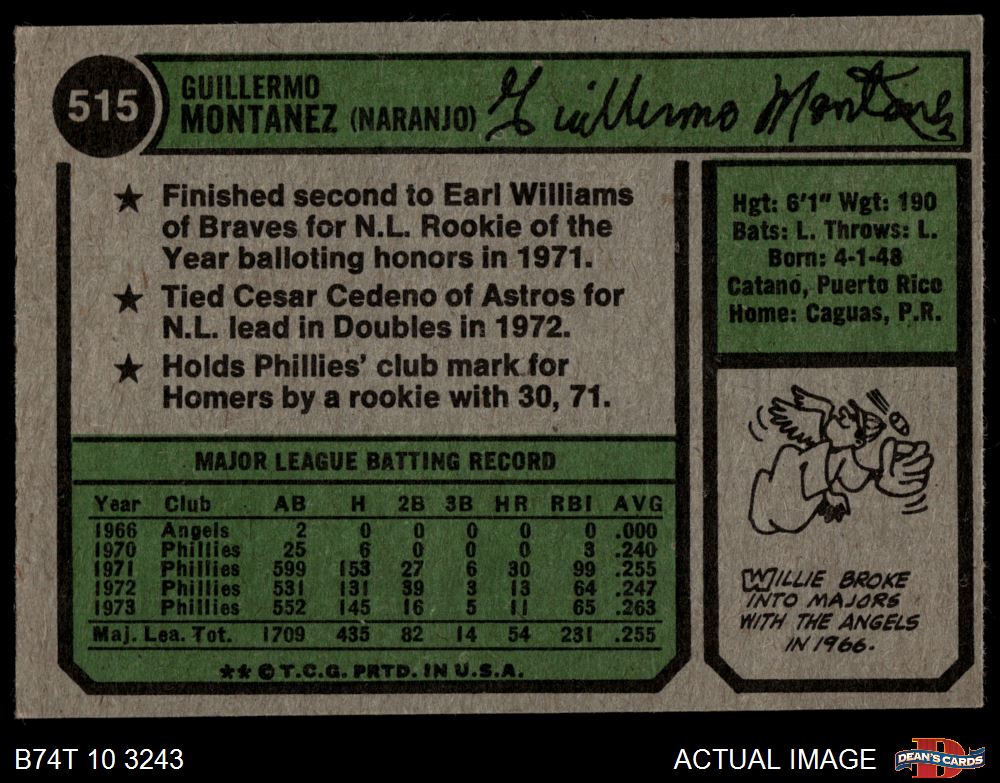 515
GUILLERMO
MONTANEZ (NARANJO)
Guillermo Montanez
★ Finished second to Earl Williams
of Braves for N.L. Rookie of the
Year balloting honors in 1971.
★ Tied Cesar Cedeno of Astros for
N.L. lead in Doubles in 1972.
★ Holds Phillies' club mark for
Homers by a rookie with 30, 71.
Hgt: 6'1" Wgt: 190
Bats: L. Throws: L.
Born: 4-1-48
Catano, Puerto Rico
Home: Caguas, P.R.
MAJOR LEAGUE BATTING RECORD
Year Club AB H 2B 3B HR RBI AVG
1966 Angels 2 0 0 0 0 0 .000
1970 Phillies 25 6 0 0 0 3 .240
1971 Phillies 599 153 27 6 30 99 .255
1972 Phillies 531 131 39 3 13 64 .247
1973 Phillies 552 145 16 5 11 65 .263
Maj. Lea. Tot. 1709 435 82 14 54 231 .255
** © T.C.G. PRTD. IN U.S.A.
WILLIE BROKE
INTO MAJORS
WITH THE ANGELS
IN 1966.
B74T 10 3243
ACTUAL IMAGE
DEAN'S CARDS